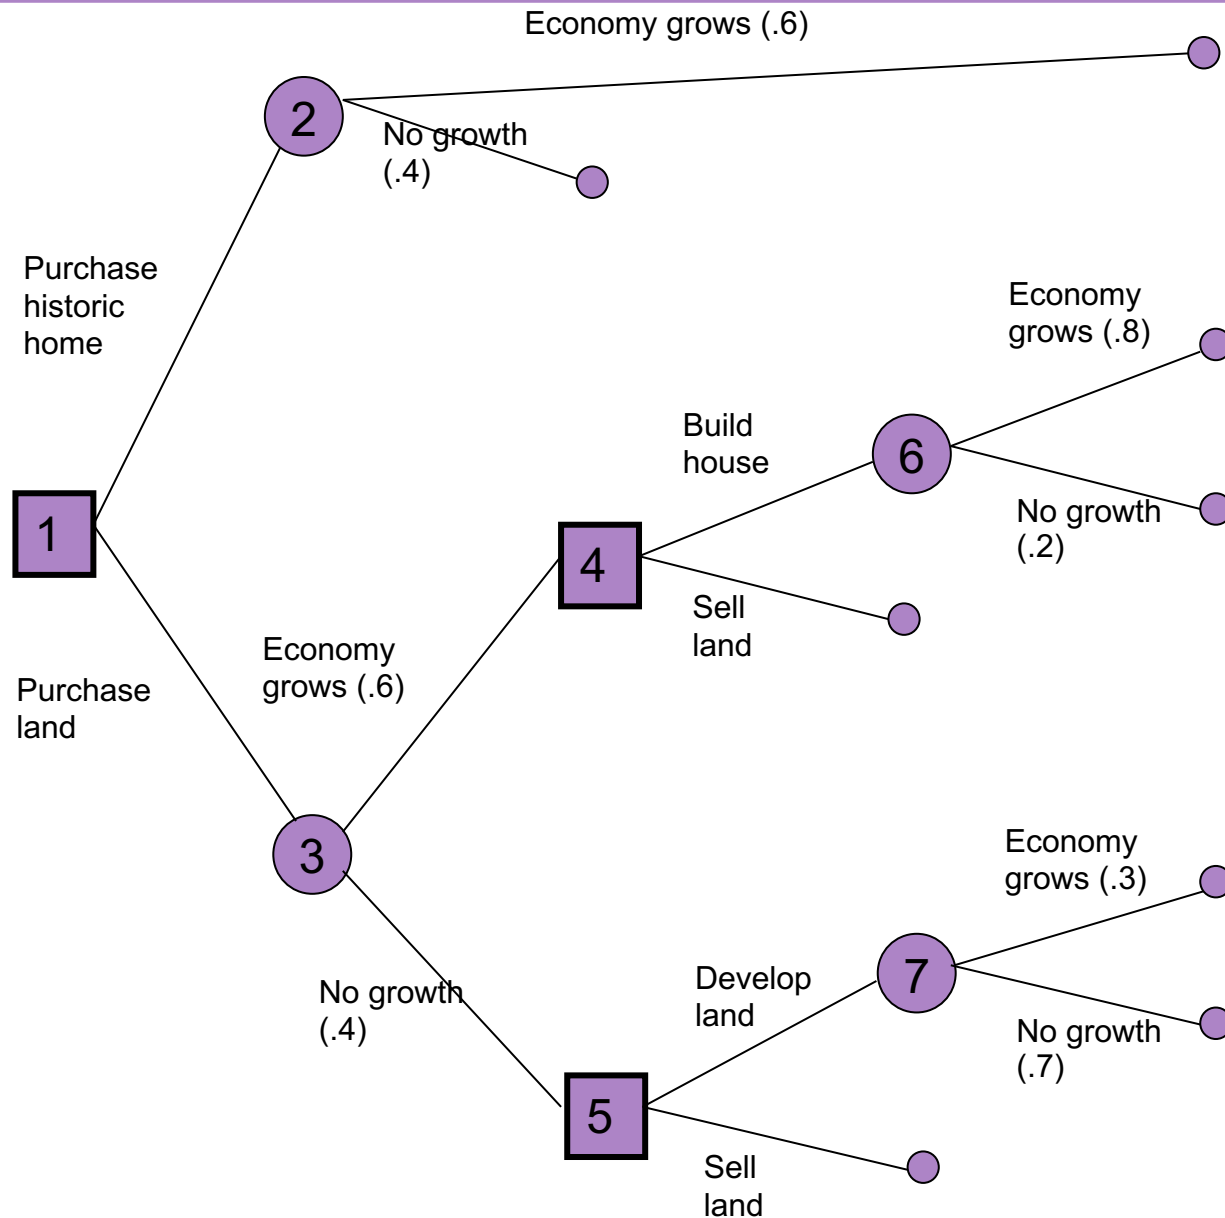 Economy grows (.6)
2
No growth
(.4)
Purchase
historic
home
Economy
grows (.8)
Build
house
6
1
No growth
(.2)
4
Sell
land
Economy
grows (.6)
Purchase
land
3
Economy
grows (.3)
7
Develop
land
No growth
(.4)
No growth
(.7)
5
Sell
land